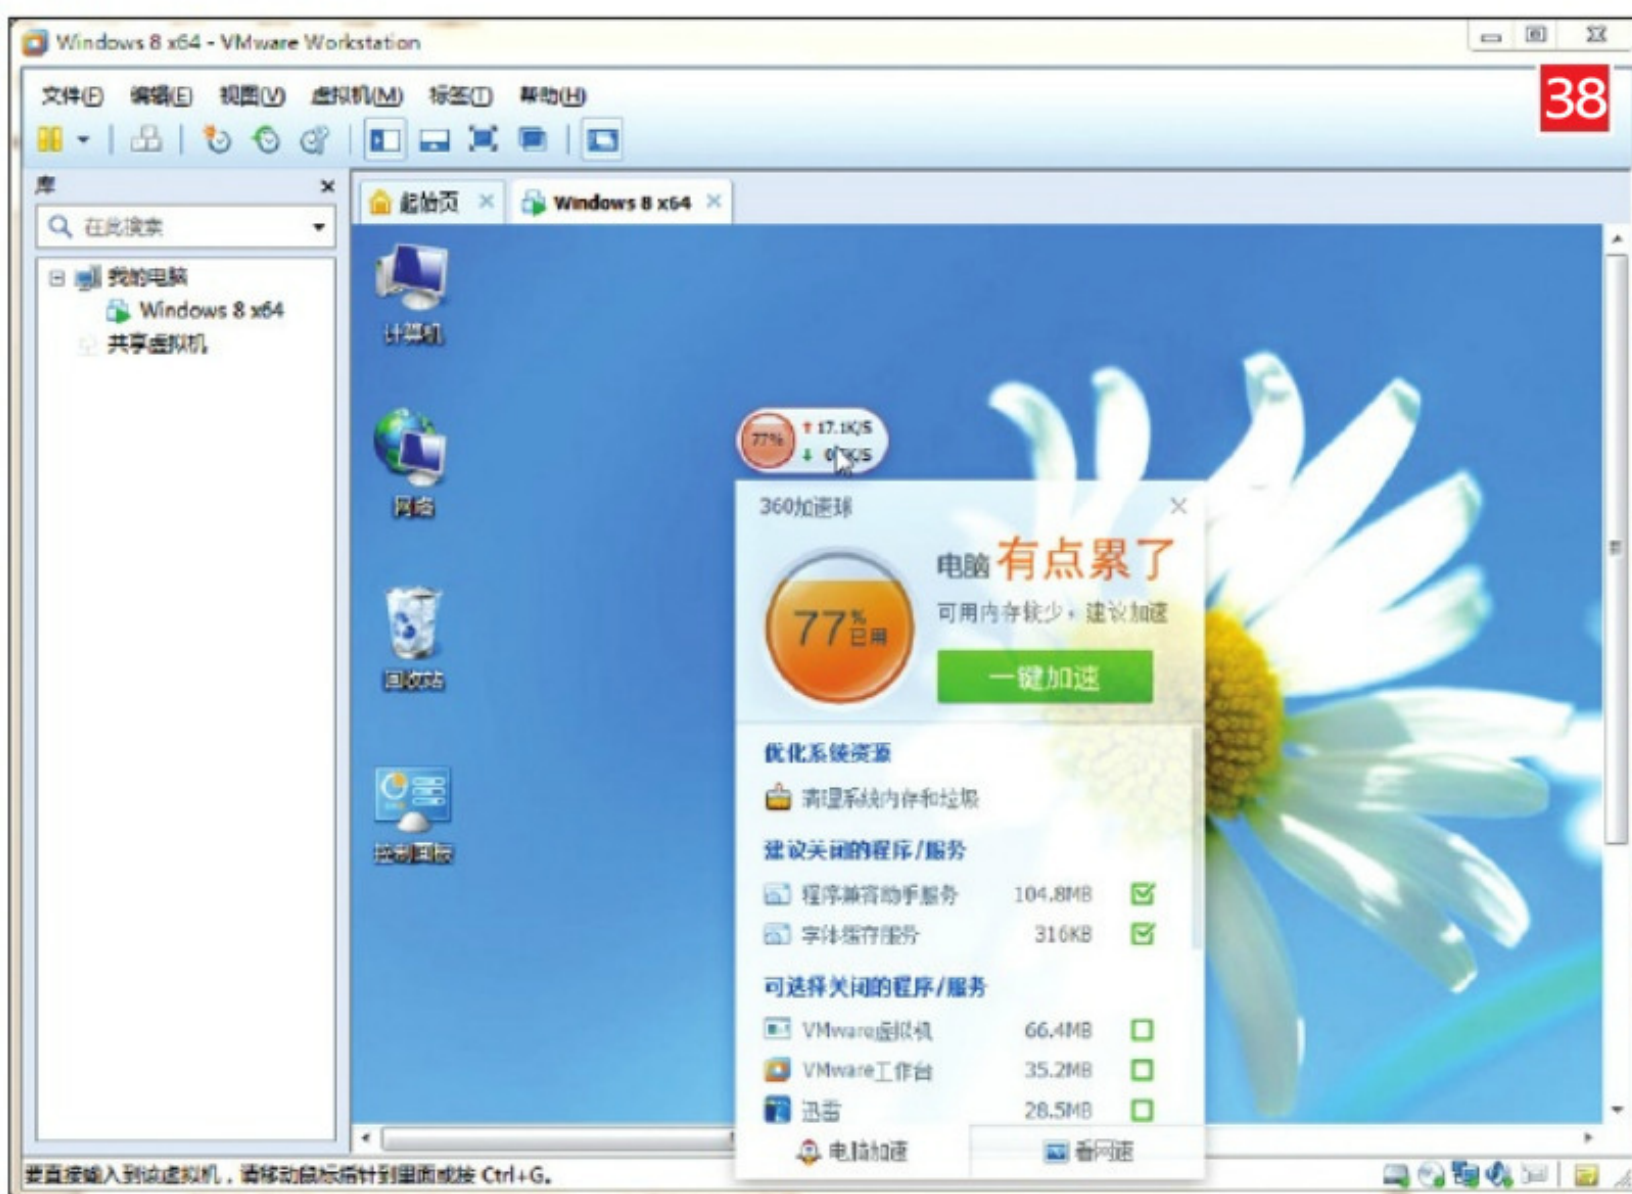 Windows 8 x64 - VMware Workstation
38
文件(F) 编辑(E) 视图(V) 虚拟机(M) 标签(T) 帮助(H)
库
在此搜索
我的电脑
Windows 8 x64
共享虚拟机
起始页
Windows 8 x64
计算机
网络
回收站
控制面板
77%
17.1K/S
K/S
360加速球
77%已用
电脑有点累了
可用内存较少，建议加速
一键加速
优化系统资源
清理系统内存和垃圾
建议关闭的程序/服务
程序兼容助手服务 104.8MB
字体缓存服务 316KB
可选择关闭的程序/服务
VMware虚拟机 66.4MB
VMware工作台 35.2MB
迅雷 28.5MB
电脑加速
看网速
要直接输入到该虚拟机，请移动鼠标指针到里面或按 Ctrl+G。